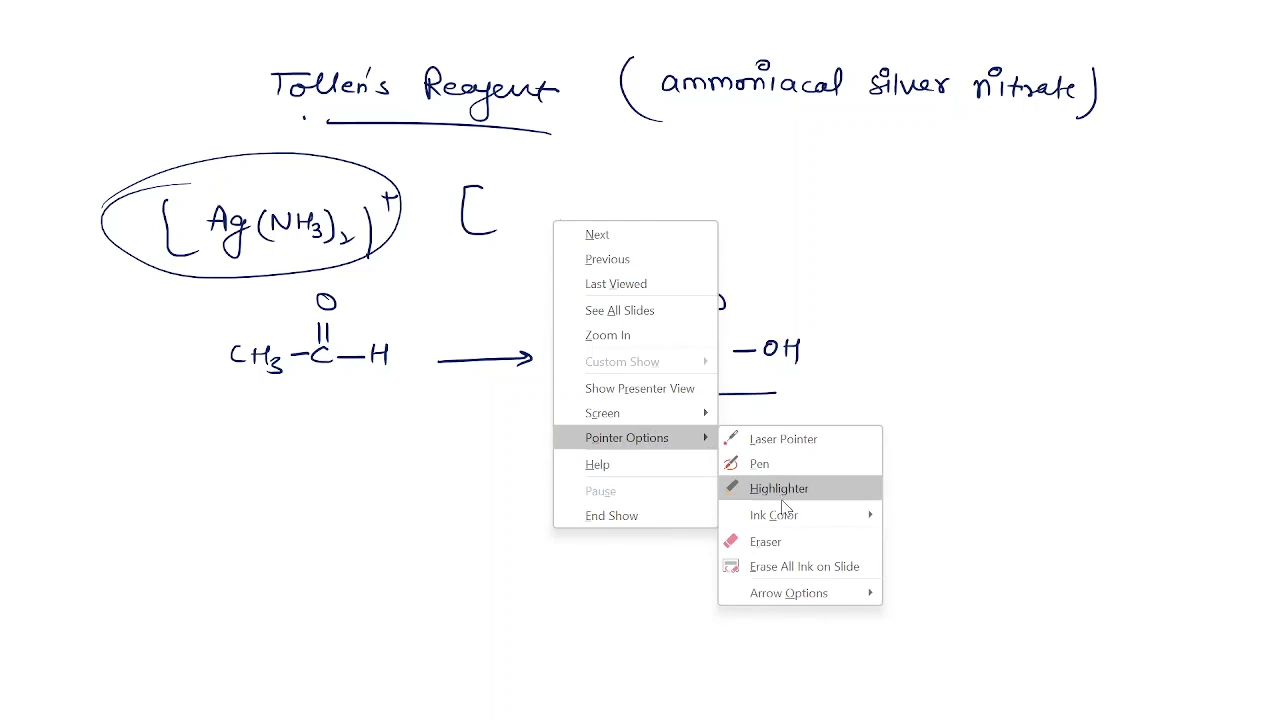 Tollen's Reagent (ammoniacal silver nitrate)
[Ag(NH3)2]+ [
O O
CH3-C-H → -OH
Next
Previous
Last Viewed
See All Slides
Zoom In
Custom Show
Show Presenter View
Screen
Pointer Options
Help
Pause
End Show
Laser Pointer
Pen
Highlighter
Ink Color
Eraser
Erase All Ink on Slide
Arrow Options